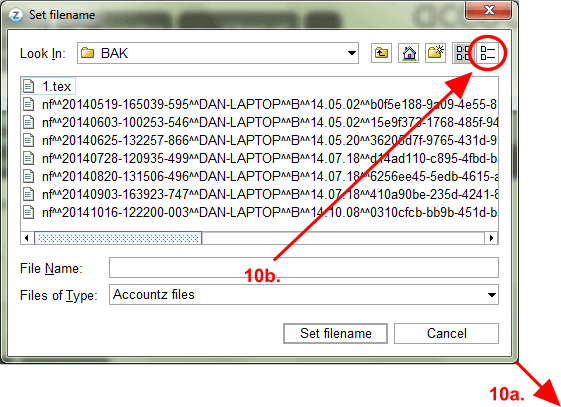 Set filename
Look In: BAK
1.tex
nf^^20140519-165039-595^^DAN-LAPTOP^^B^^14.05.02^^b0f5e188-9a09-4e55-8
nf^^20140603-100253-546^^DAN-LAPTOP^^B^^14.05.02^^15e9f373-1768-485f-94
nf^^20140625-132257-866^^DAN-LAPTOP^^B^^14.05.20^^36205d7f-9765-431d-9
nf^^20140728-120935-499^^DAN-LAPTOP^^B^^14.07.18^^d14ad110-c895-4fbd-b
nf^^20140820-131506-496^^DAN-LAPTOP^^B^^14.07.18^^6256ee45-5edb-4615-a
nf^^20140903-163923-747^^DAN-LAPTOP^^B^^14.07.18^^410a90be-235d-4241-8
nf^^20141016-122200-003^^DAN-LAPTOP^^B^^14.10.08^^0310cfcb-bb9b-451d-b
File Name:
10b.
Files of Type: Accountz files
Set filename Cancel
10a.